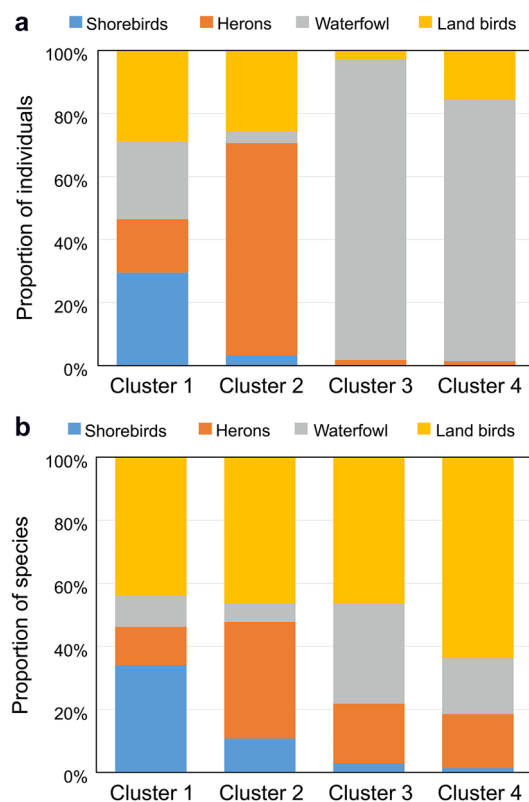 a
Shorebirds Herons Waterfowl Land birds
Proportion of individuals
100%
80%
60%
40%
20%
0%
Cluster 1 Cluster 2 Cluster 3 Cluster 4
b
Shorebirds Herons Waterfowl Land birds
Proportion of species
100%
80%
60%
40%
20%
0%
Cluster 1 Cluster 2 Cluster 3 Cluster 4